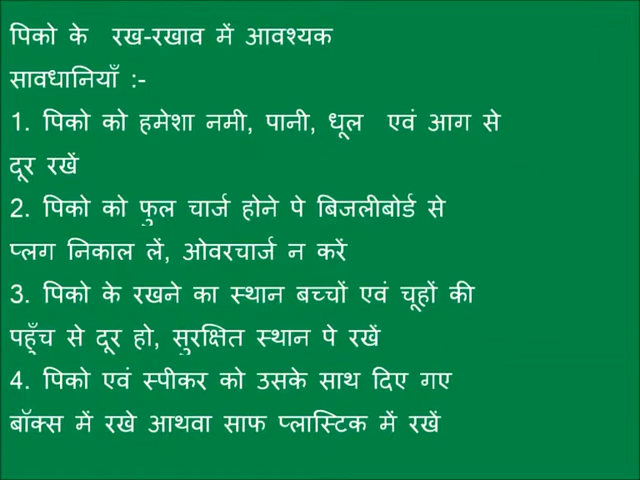 पिको के रख-रखाव में आवश्यक
सावधानियाँ :-
1. पिको को हमेशा नमी, पानी, धूल एवं आग से
दूर रखें
2. पिको को फुल चार्ज होने पे बिजलीबोर्ड से
प्लग निकाल लें, ओवरचार्ज न करें
3. पिको के रखने का स्थान बच्चों एवं चूहों की
पहुँच से दूर हो, सुरक्षित स्थान पे रखें
4. पिको एवं स्पीकर को उसके साथ दिए गए
बॉक्स में रखे आथवा साफ प्लास्टिक में रखें